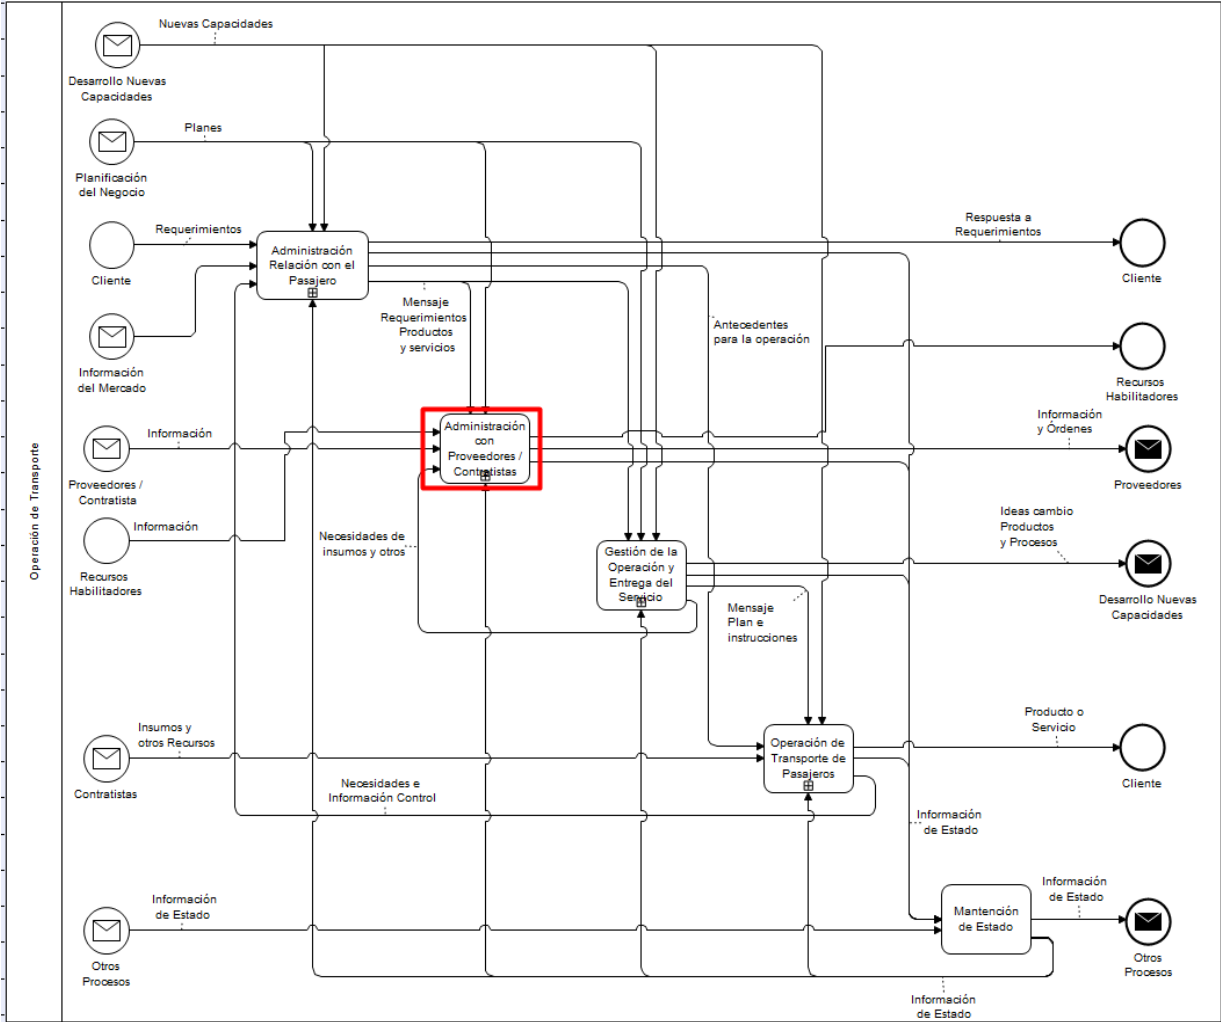 Nuevas Capacidades
Desarrollo Nuevas
Capacidades
Planes
Planificación
del Negocio
Requerimientos
Cliente
Administración
Relación con el
Pasajero
Respuesta a
Requerimientos
Cliente
Información
del Mercado
Mensaje
Requerimientos
Productos
y servicios
Antecedentes
para la operación
Recursos
Habilitadores
Información
Proveedores /
Contratista
Administración
con
Proveedores /
Contratistas
Información
y Órdenes
Proveedores
Operación de Transporte
Información
Recursos
Habilitadores
Necesidades de
insumos y otros
Gestión de la
Operación y
Entrega del
Servicio
Ideas cambio
Productos
y Procesos
Desarrollo Nuevas
Capacidades
Mensaje
Plan e
instrucciones
Insumos y
otros Recursos
Contratistas
Operación de
Transporte de
Pasajeros
Producto o
Servicio
Cliente
Necesidades e
Información Control
Información
de Estado
Información
de Estado
Otros
Procesos
Mantención
de Estado
Información
de Estado
Otros
Procesos
Información
de Estado